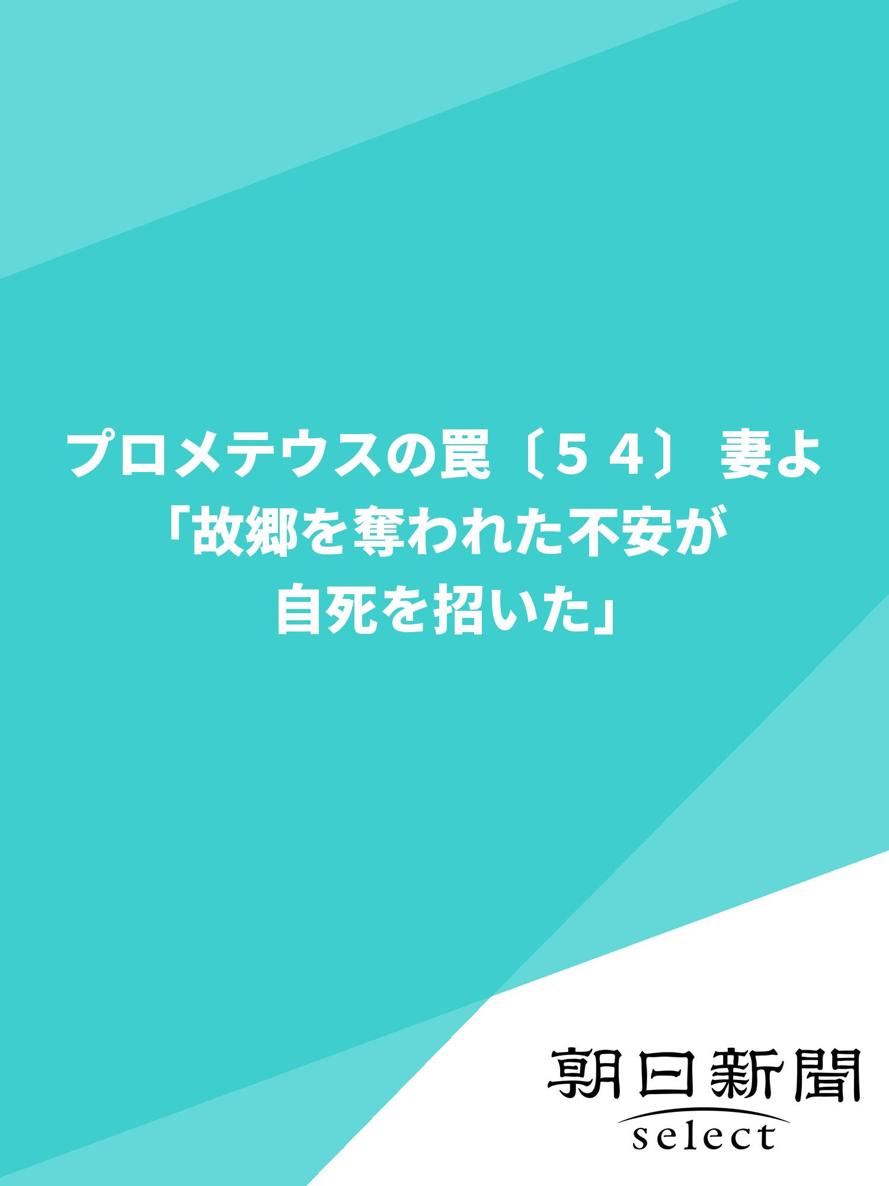 プロメテウスの罠〔５４〕 妻よ
「故郷を奪われた不安が
自死を招いた」
朝日新聞
select